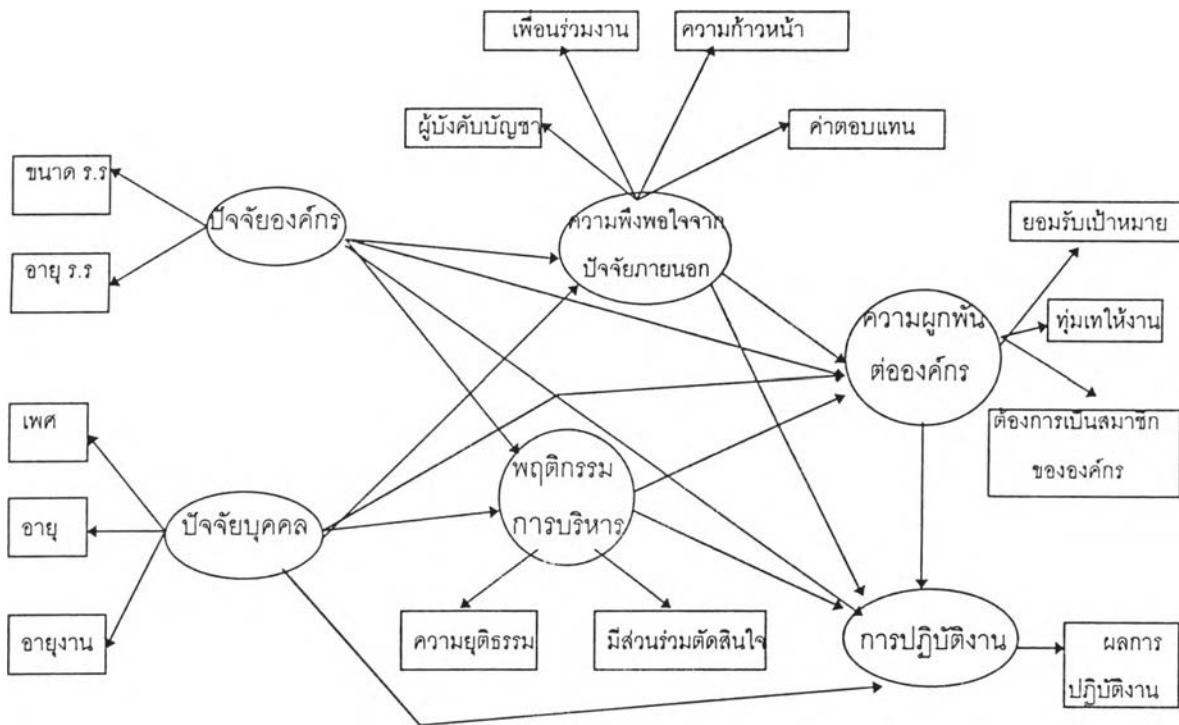 เพื่อนร่วมงาน
ความก้าวหน้า
ผู้บังคับบัญชา
ค่าตอบแทน
ขนาด ร.ร
อายุ ร.ร
ปัจจัยองค์กร
ความพึงพอใจจาก
ปัจจัยภายนอก
ยอมรับเป้าหมาย
ทุ่มเทให้งาน
ต้องการเป็นสมาชิก
ขององค์กร
ความผูกพัน
ต่อองค์กร
เพศ
อายุ
อายุงาน
ปัจจัยบุคคล
พฤติกรรม
การบริหาร
ความยุติธรรม
มีส่วนร่วมตัดสินใจ
การปฏิบัติงาน
ผลการ
ปฏิบัติงาน